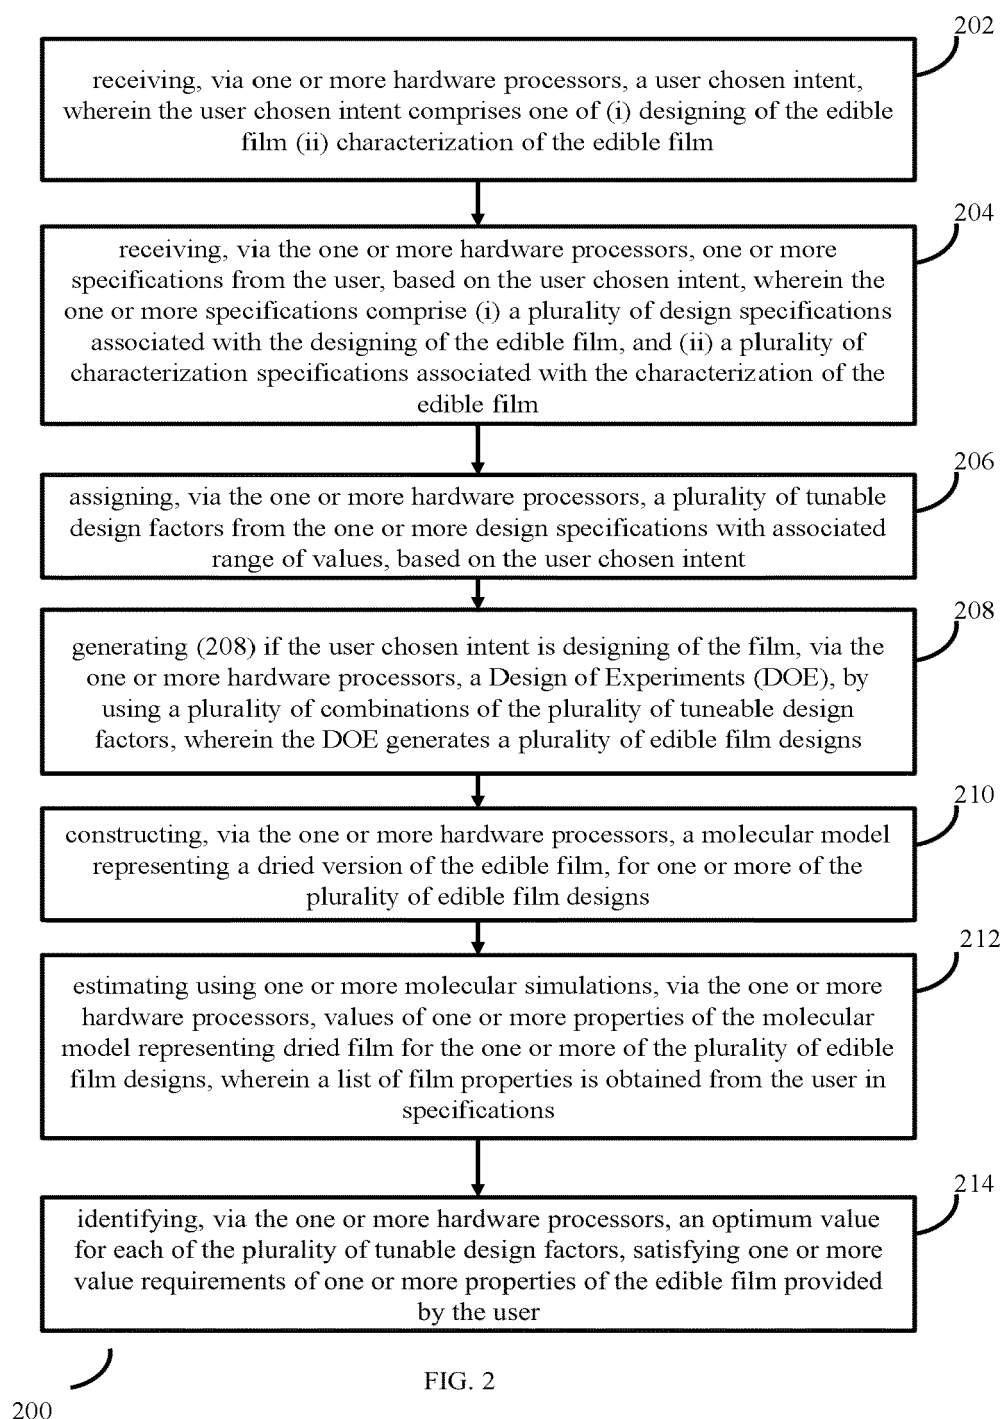 202
receiving, via one or more hardware processors, a user chosen intent,
wherein the user chosen intent comprises one of (i) designing of the edible
film (ii) characterization of the edible film
204
receiving, via the one or more hardware processors, one or more
specifications from the user, based on the user chosen intent, wherein the
one or more specifications comprise (i) a plurality of design specifications
associated with the designing of the edible film, and (ii) a plurality of
characterization specifications associated with the characterization of the
edible film
206
assigning, via the one or more hardware processors, a plurality of tunable
design factors from the one or more design specifications with associated
range of values, based on the user chosen intent
208
generating (208) if the user chosen intent is designing of the film, via the
one or more hardware processors, a Design of Experiments (DOE), by
using a plurality of combinations of the plurality of tuneable design
factors, wherein the DOE generates a plurality of edible film designs
210
constructing, via the one or more hardware processors, a molecular model
representing a dried version of the edible film, for one or more of the
plurality of edible film designs
212
estimating using one or more molecular simulations, via the one or more
hardware processors, values of one or more properties of the molecular
model representing dried film for the one or more of the plurality of edible
film designs, wherein a list of film properties is obtained from the user in
specifications
214
identifying, via the one or more hardware processors, an optimum value
for each of the plurality of tunable design factors, satisfying one or more
value requirements of one or more properties of the edible film provided
by the user
FIG. 2
200